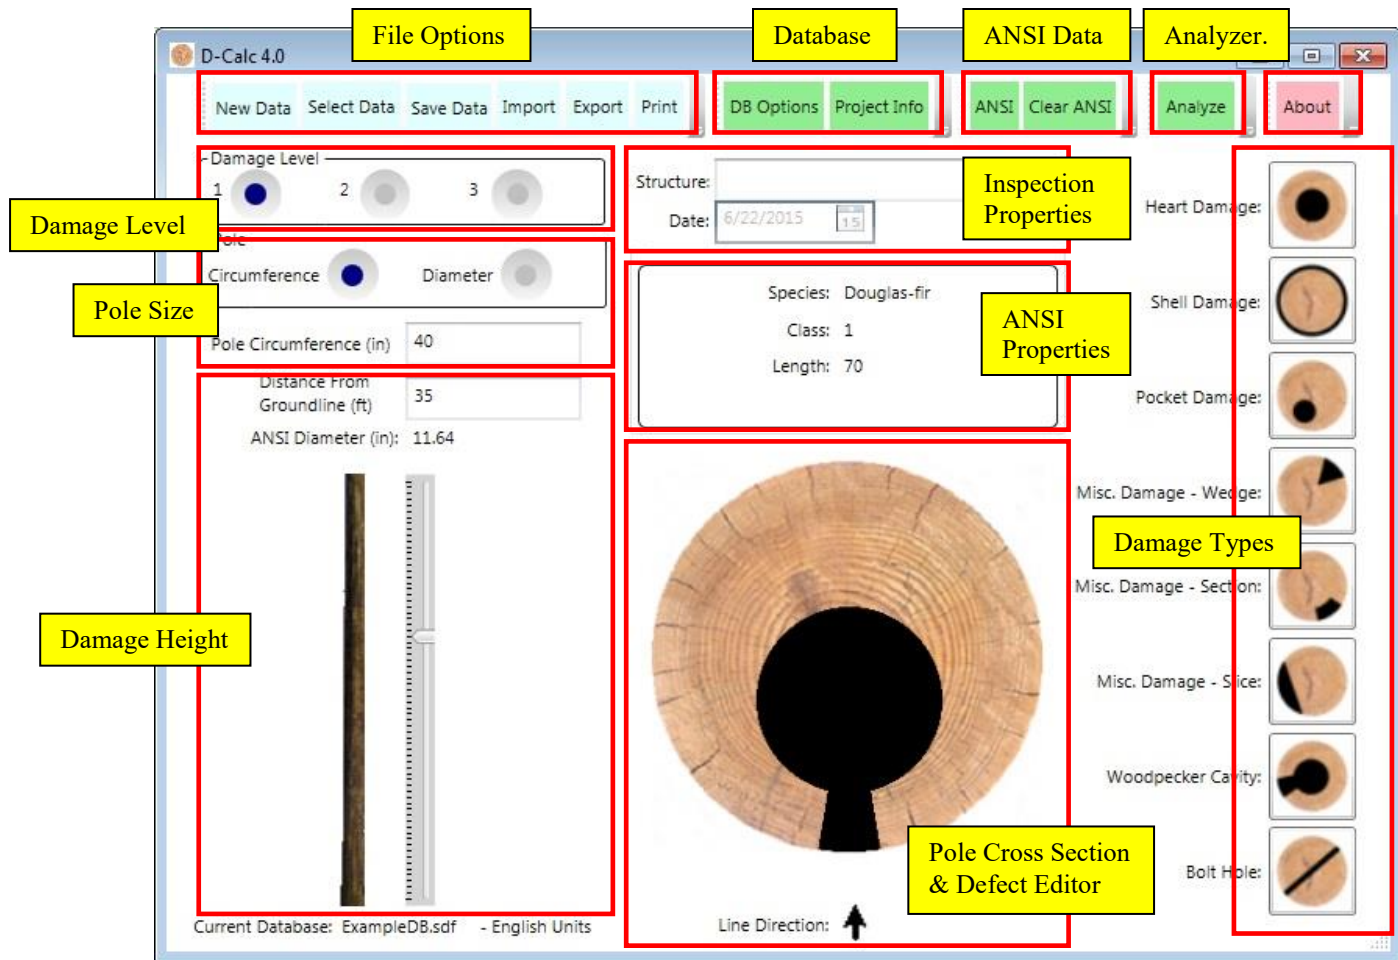 File Options
Database
ANSI Data
Analyzer.
D-Calc 4.0
New Data
Select Data
Save Data
Import
Export
Print
DB Options
Project Info
ANSI
Clear ANSI
Analyze
About
Damage Level
1
2
3
Damage Level
Pole
Circumference
Diameter
Pole Size
Pole Circumference (in)
40
Distance From
Groundline (ft)
35
ANSI Diameter (in):
11.64
Damage Height
Current Database: ExampleDB.sdf - English Units
Structure:
Date:
6/22/2015
15
Inspection
Properties
Species: Douglas-fir
Class: 1
Length: 70
ANSI
Properties
Pole Cross Section
& Defect Editor
Line Direction:
Heart Damage:
Shell Damage:
Pocket Damage:
Misc. Damage - Wedge:
Damage Types
Misc. Damage - Section:
Misc. Damage - Slice:
Woodpecker Cavity:
Bolt Hole: